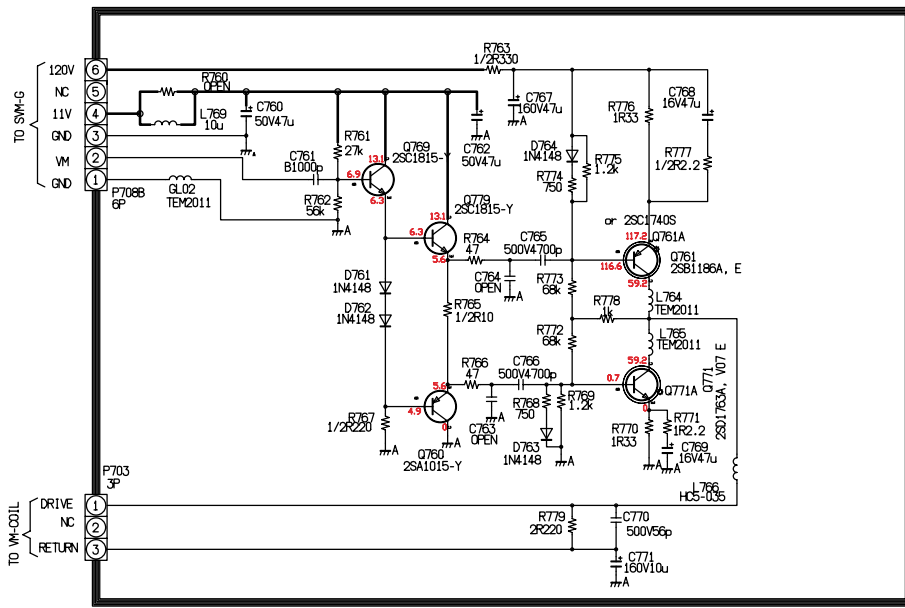 TO SVM-G
120V
6
NC
5
11V
4
GND
3
VM
2
GND
1
P708B
6P
R760
OPEN
L769
10u
C760
50V47u
GL02
TEM2011
A
R763
1/2R330
R761
27k
C761
B1000p
R762
56k
A
Q769
2SC1815-Y
13.1
6.9
6.3
A
C762
50V47u
C767
160V47u
A
Q779
2SC1815-Y
13.1
6.3
5.6
D764
1N4148
R774
750
R775
1.2k
R776
1R33
C768
16V47u
R777
1/2R2.2
or 2SC1740S
Q761A
117.2
116.6
59.2
Q761
2SB1186A, E
R764
47
C765
500V4700p
C764
OPEN
A
D761
1N4148
D762
1N4148
R765
1/2R10
R773
68k
R778
1k
L764
TEM2011
L765
TEM2011
R772
68k
R766
47
C766
500V4700p
C763
OPEN
A
59.2
0.7
0
Q771A
Q771
2SD1763A, V07 E
5.6
4.9
0
R767
1/2R220
A
A
Q760
2SA1015-Y
R768
750
R769
1.2k
D763
1N4148
A
R770
1R33
R771
1R2.2
C769
16V47u
A
A
L766
HC5-035
P703
3P
TO VM-COIL
DRIVE
1
NC
2
RETURN
3
R779
2R220
C770
500V56p
C771
160V10u
A